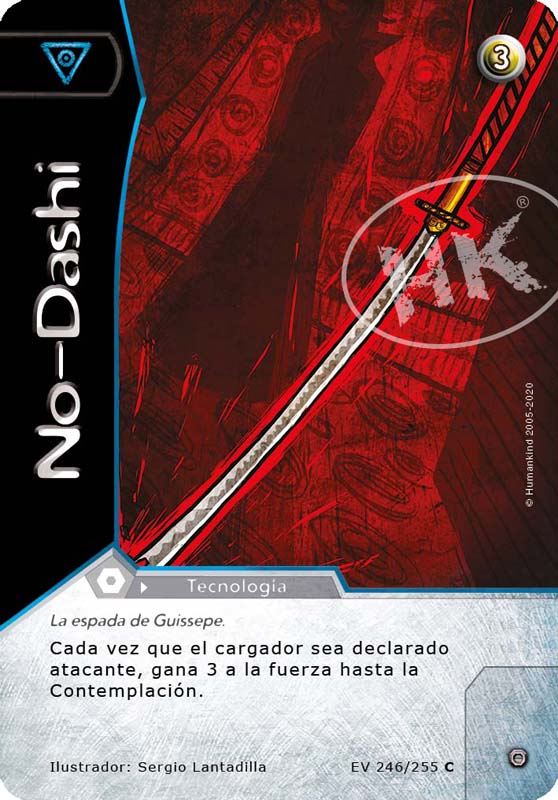 3
No-Dashi
HK®
© Humankind 2005-2020
Tecnología
La espada de Guissepe.
Cada vez que el cargador sea declarado
atacante, gana 3 a la fuerza hasta la
Contemplación.
Ilustrador: Sergio Lantadilla
EV 246/255 C